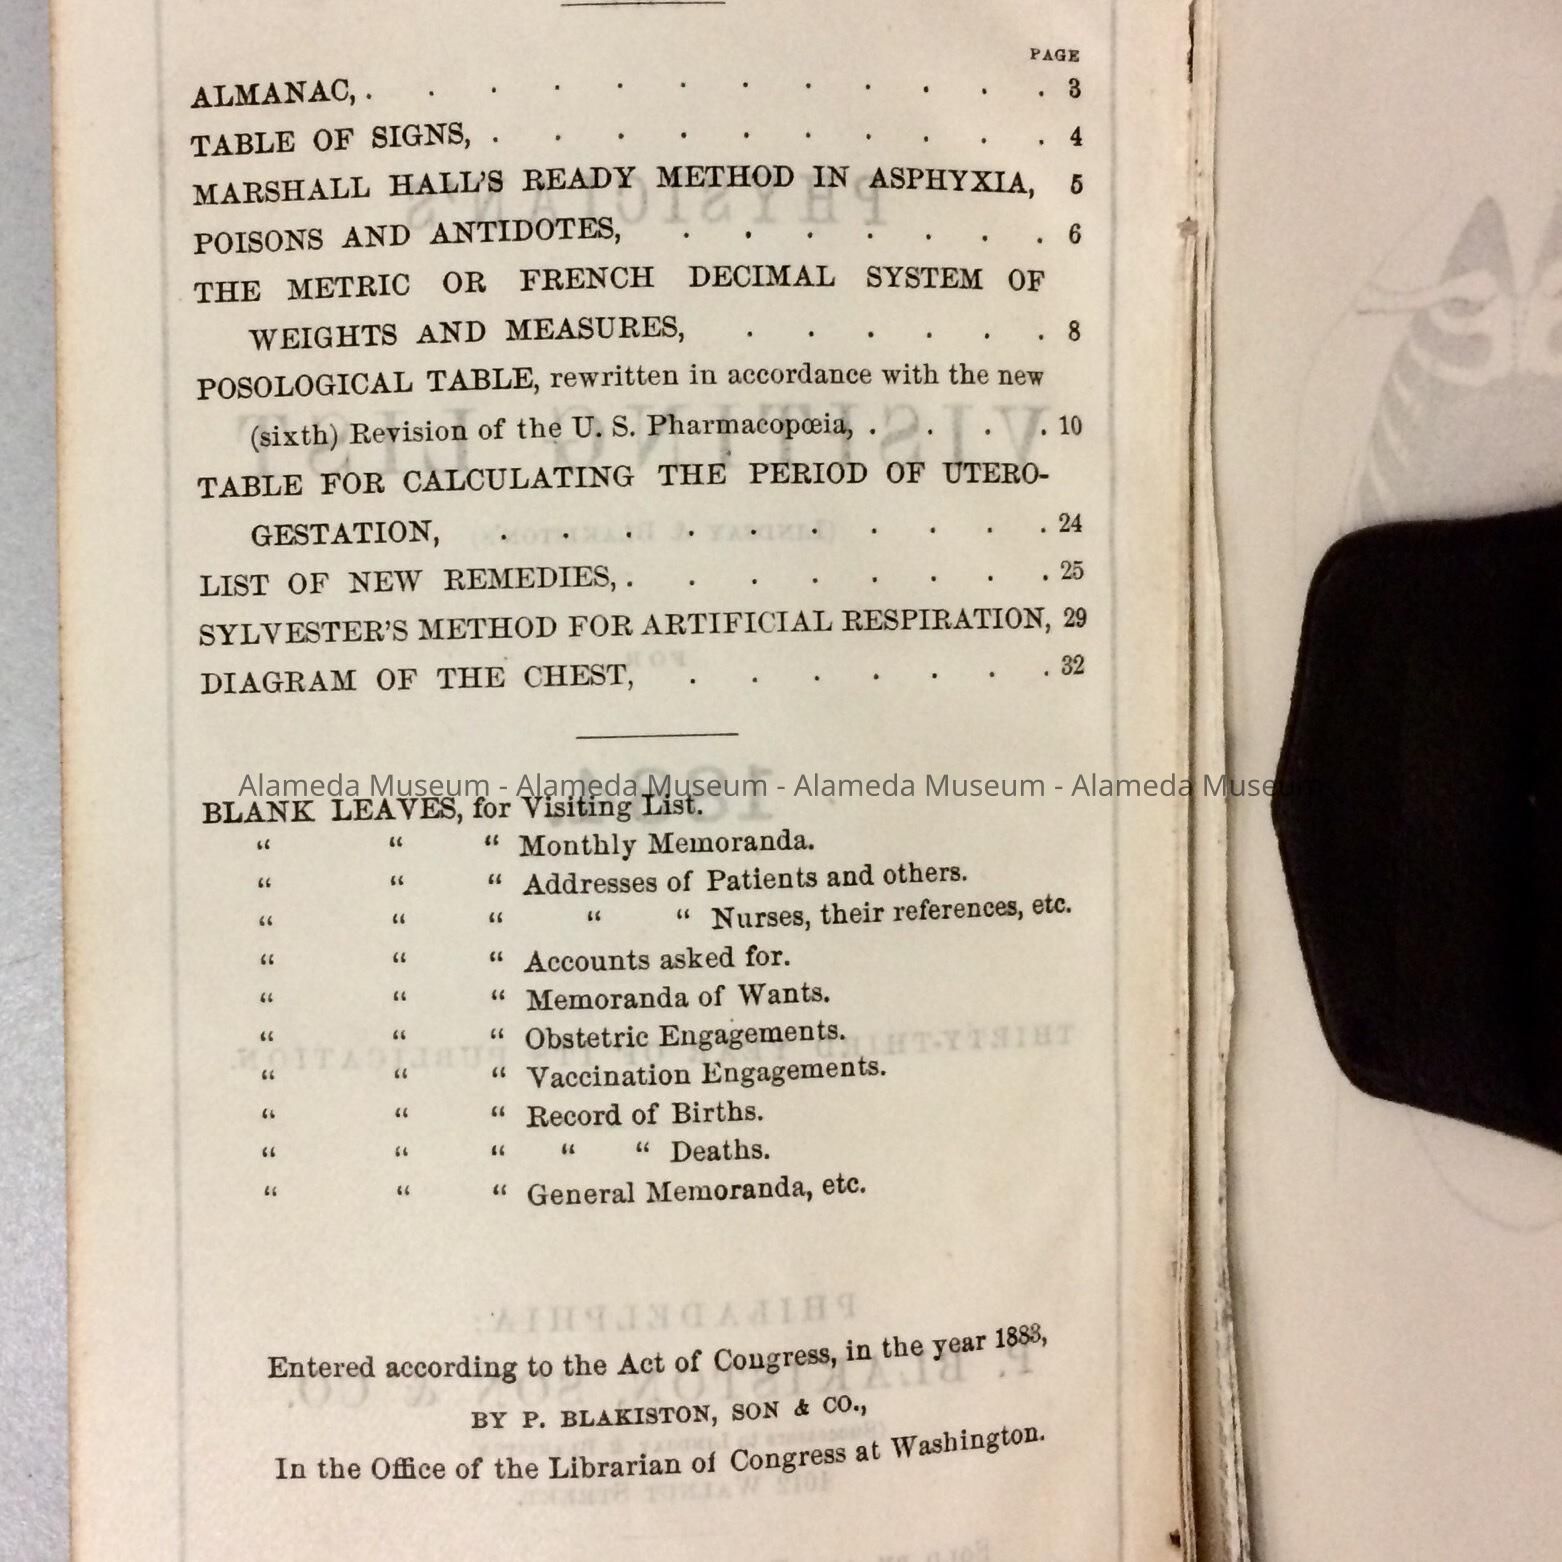 PAGE
ALMANAC, . . . . . . . . . . . . 3
TABLE OF SIGNS, . . . . . . . . . . 4
MARSHALL HALL'S READY METHOD IN ASPHYXIA, 5
POISONS AND ANTIDOTES, . . . . . . . 6
THE METRIC OR FRENCH DECIMAL SYSTEM OF
WEIGHTS AND MEASURES, . . . . . . 8
POSOLOGICAL TABLE, rewritten in accordance with the new
(sixth) Revision of the U. S. Pharmacopœia, . . . . 10
TABLE FOR CALCULATING THE PERIOD OF UTERO-
GESTATION, . . . . . . . . . . 24
LIST OF NEW REMEDIES, . . . . . . . . 25
SYLVESTER'S METHOD FOR ARTIFICIAL RESPIRATION, 29
DIAGRAM OF THE CHEST, . . . . . . . 32
Alameda Museum - Alameda Museum - Alameda Museum - Alameda Museum
BLANK LEAVES, for Visiting List.
“ “ “ Monthly Memoranda.
“ “ “ Addresses of Patients and others.
“ “ “ “ “ Nurses, their references, etc.
“ “ “ Accounts asked for.
“ “ “ Memoranda of Wants.
“ “ “ Obstetric Engagements.
“ “ “ Vaccination Engagements.
“ “ “ Record of Births.
“ “ “ “ “ Deaths.
“ “ “ General Memoranda, etc.
Entered according to the Act of Congress, in the year 1883,
BY P. BLAKISTON, SON & CO.,
In the Office of the Librarian of Congress at Washington.